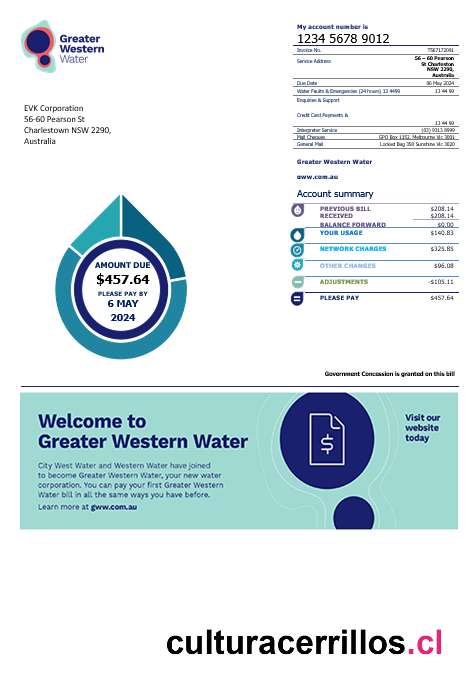 Greater
Western
Water
My account number is
1234 5678 9012
Invoice No. T567172091
Service Address 56 – 60 Pearson
St Charleston
NSW 2290,
Australia
Due Date 06 May 2024
Water Faults & Emergencies (24 hours) 13 4499 13 44 99
Enquiries & Support
Credit Card Payments &
13 44 99
Interpreter Service (03) 9313 8999
Mail Cheques GPO Box 1152, Melbourne Vic 3001
General Mail Locked Bag 350 Sunshine Vic 3020
EVK Corporation
56-60 Pearson St
Charlestown NSW 2290,
Australia
Greater Western Water
www.com.au
Account summary
PREVIOUS BILL $208.14
RECEIVED $208.14
BALANCE FORWARD $0.00
YOUR USAGE $140.83
NETWORK CHARGES $325.85
OTHER CHANGES $96.08
ADJUSTMENTS -$105.11
PLEASE PAY $457.64
AMOUNT DUE
$457.64
PLEASE PAY BY
6 MAY
2024
Government Concession is granted on this bill
Welcome to
Greater Western Water
City West Water and Western Water have joined
to become Greater Western Water, your new water
corporation. You can pay your first Greater Western
Water bill in all the same ways you have before.
Learn more at gww.com.au
$
Visit our
website
today
culturacerrillos.cl